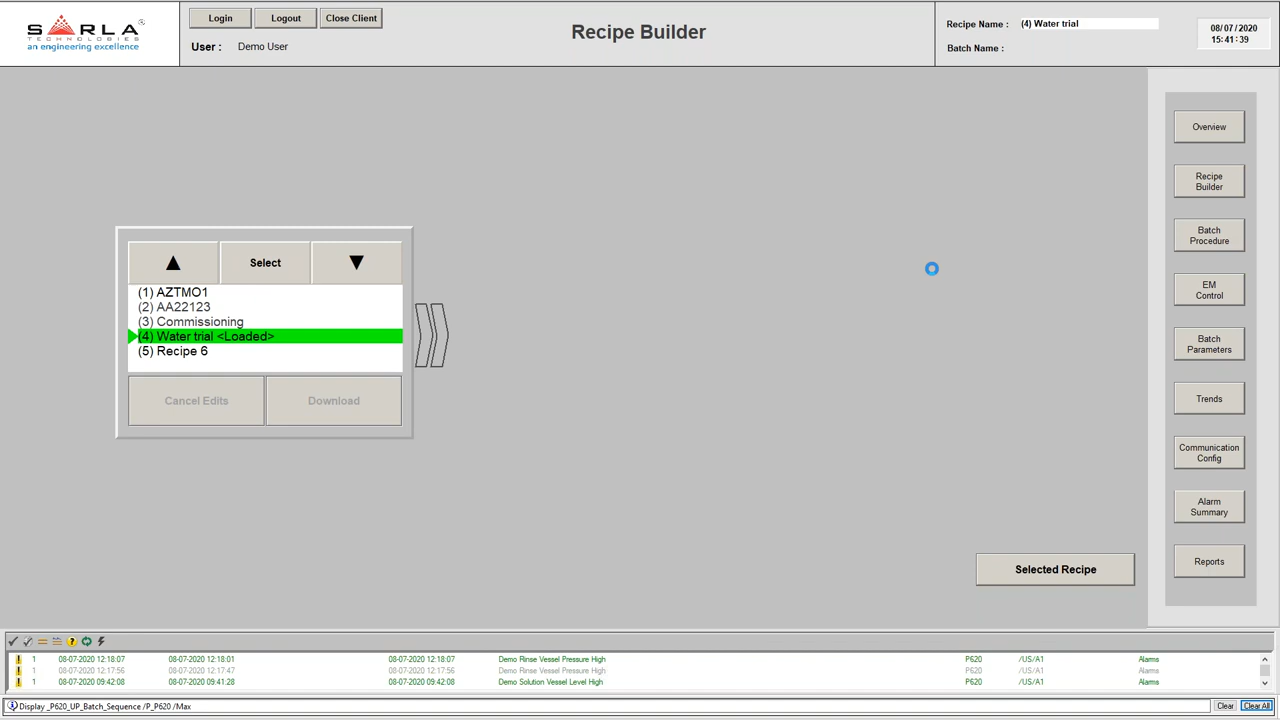 SARLA
TECHNOLOGIES
an engineering excellence
Login
Logout
Close Client
User :
Demo User
Recipe Builder
Recipe Name :
(4) Water trial
Batch Name :
08/07/2020
15:41:39
▲
Select
▼
(1) AZTMO1
(2) AA22123
(3) Commissioning
(4) Water trial <Loaded>
(5) Recipe 6
Cancel Edits
Download
Selected Recipe
Overview
Recipe
Builder
Batch
Procedure
EM
Control
Batch
Parameters
Trends
Communication
Config
Alarm
Summary
Reports
1 08-07-2020 12:18:07 08-07-2020 12:18:01 08-07-2020 12:18:07 Demo Rinse Vessel Pressure High P620 /US/A1 Alarms
1 08-07-2020 12:17:56 08-07-2020 12:17:47 Demo Rinse Vessel Pressure High P620 /US/A1 Alarms
1 08-07-2020 09:42:08 08-07-2020 09:41:28 08-07-2020 09:42:08 Demo Solution Vessel Level High P620 /US/A1 Alarms
Display _P620_UP_Batch_Sequence /P_P620 /Max
Clear
Clear All